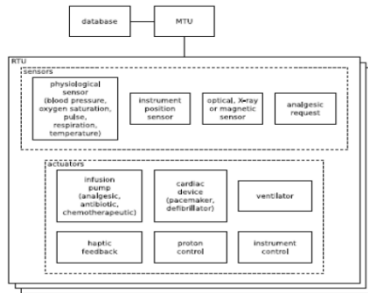 database
MTU
RTU
sensors
physiological
sensor
(blood pressure,
oxygen saturation,
pulse,
respiration,
temperature)
instrument
position
sensor
optical, X-ray
or magnetic
sensor
analgesic
request
actuators
infusion
pump
(analgesic,
antibiotic,
chemotherapeutic)
cardiac
device
(pacemaker,
defibrillator)
ventilator
haptic
feedback
proton
control
instrument
control